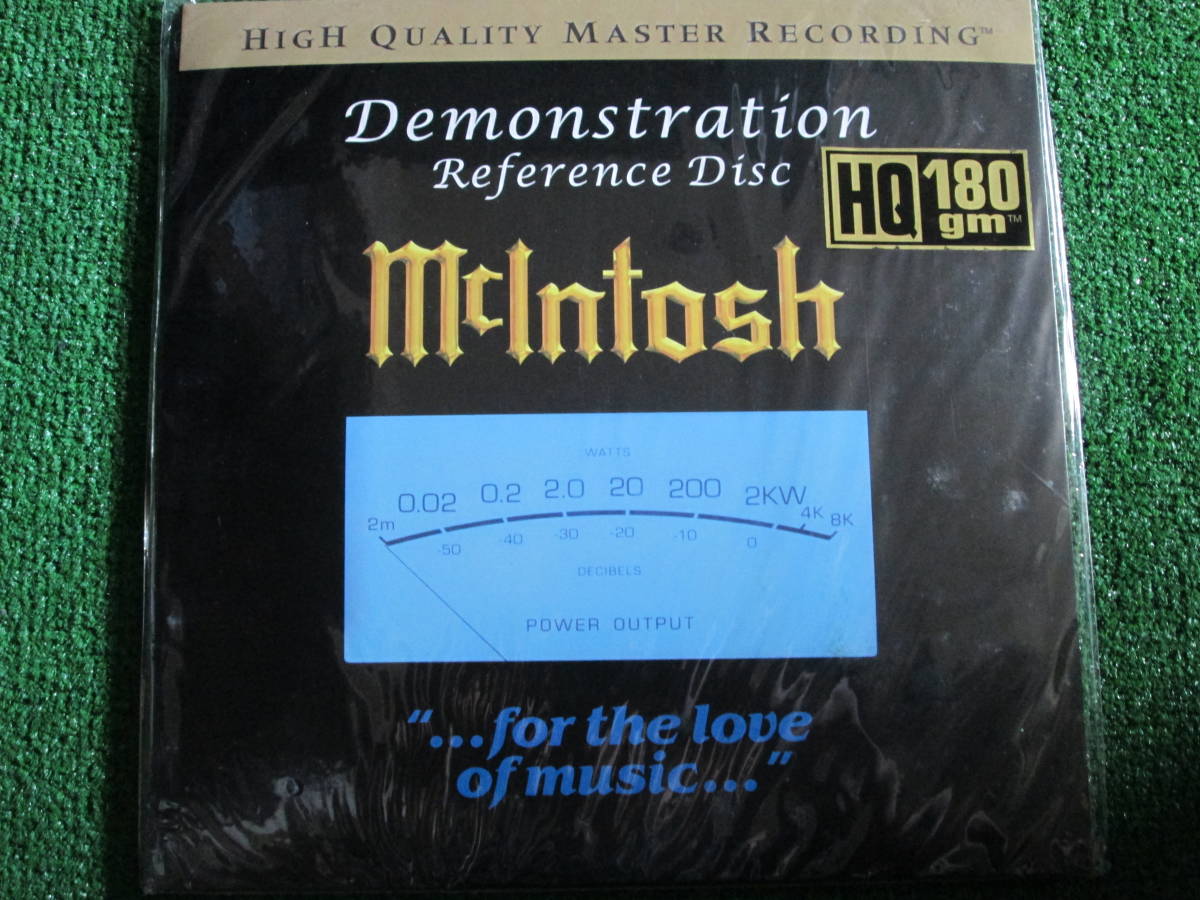 HIGH QUALITY MASTER RECORDING™
Demonstration
Reference Disc
HQ 180 gm™
McIntosh
WATTS
2m 0.02 0.2 2.0 20 200 2KW 4K 8K
-50 -40 -30 -20 -10 0
DECIBELS
POWER OUTPUT
“...for the love
of music...”